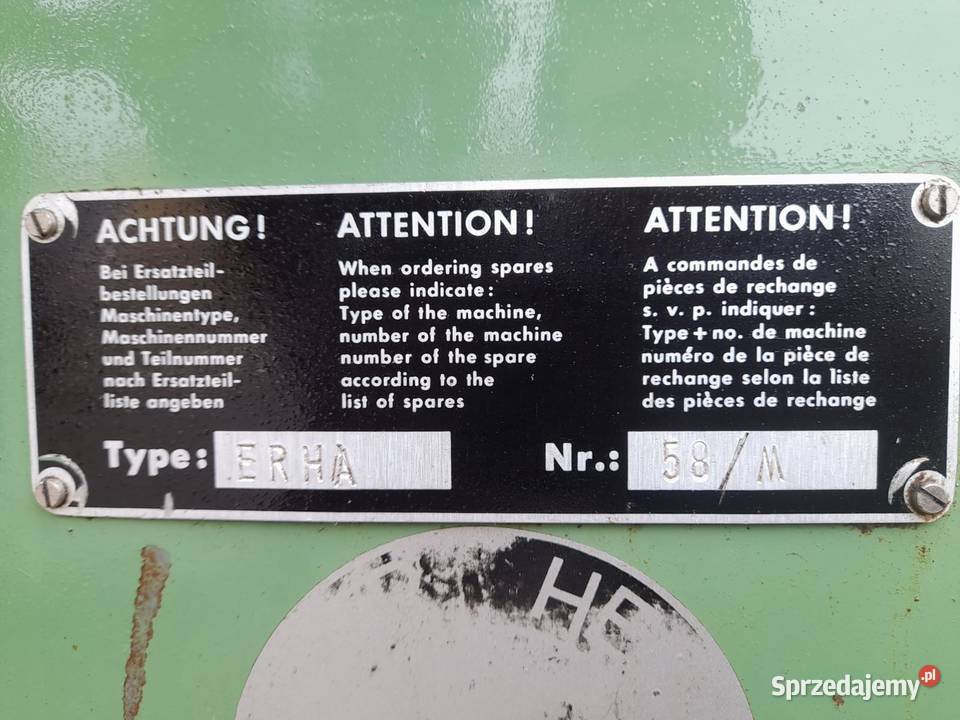 ACHTUNG!
Bei Ersatzteil-
bestellungen
Maschinentype,
Maschinennummer
und Teilnummer
nach Ersatzteil-
liste angeben
ATTENTION!
When ordering spares
please indicate:
Type of the machine,
number of the machine
number of the spare
according to the
list of spares
ATTENTION!
A commandes de
pièces de rechange
s. v. p. indiquer:
Type + no. de machine
numéro de la pièce de
rechange selon la liste
des pièces de rechange
Type: ERHA
Nr.: 58/M
HE
Sprzedajemy.pl